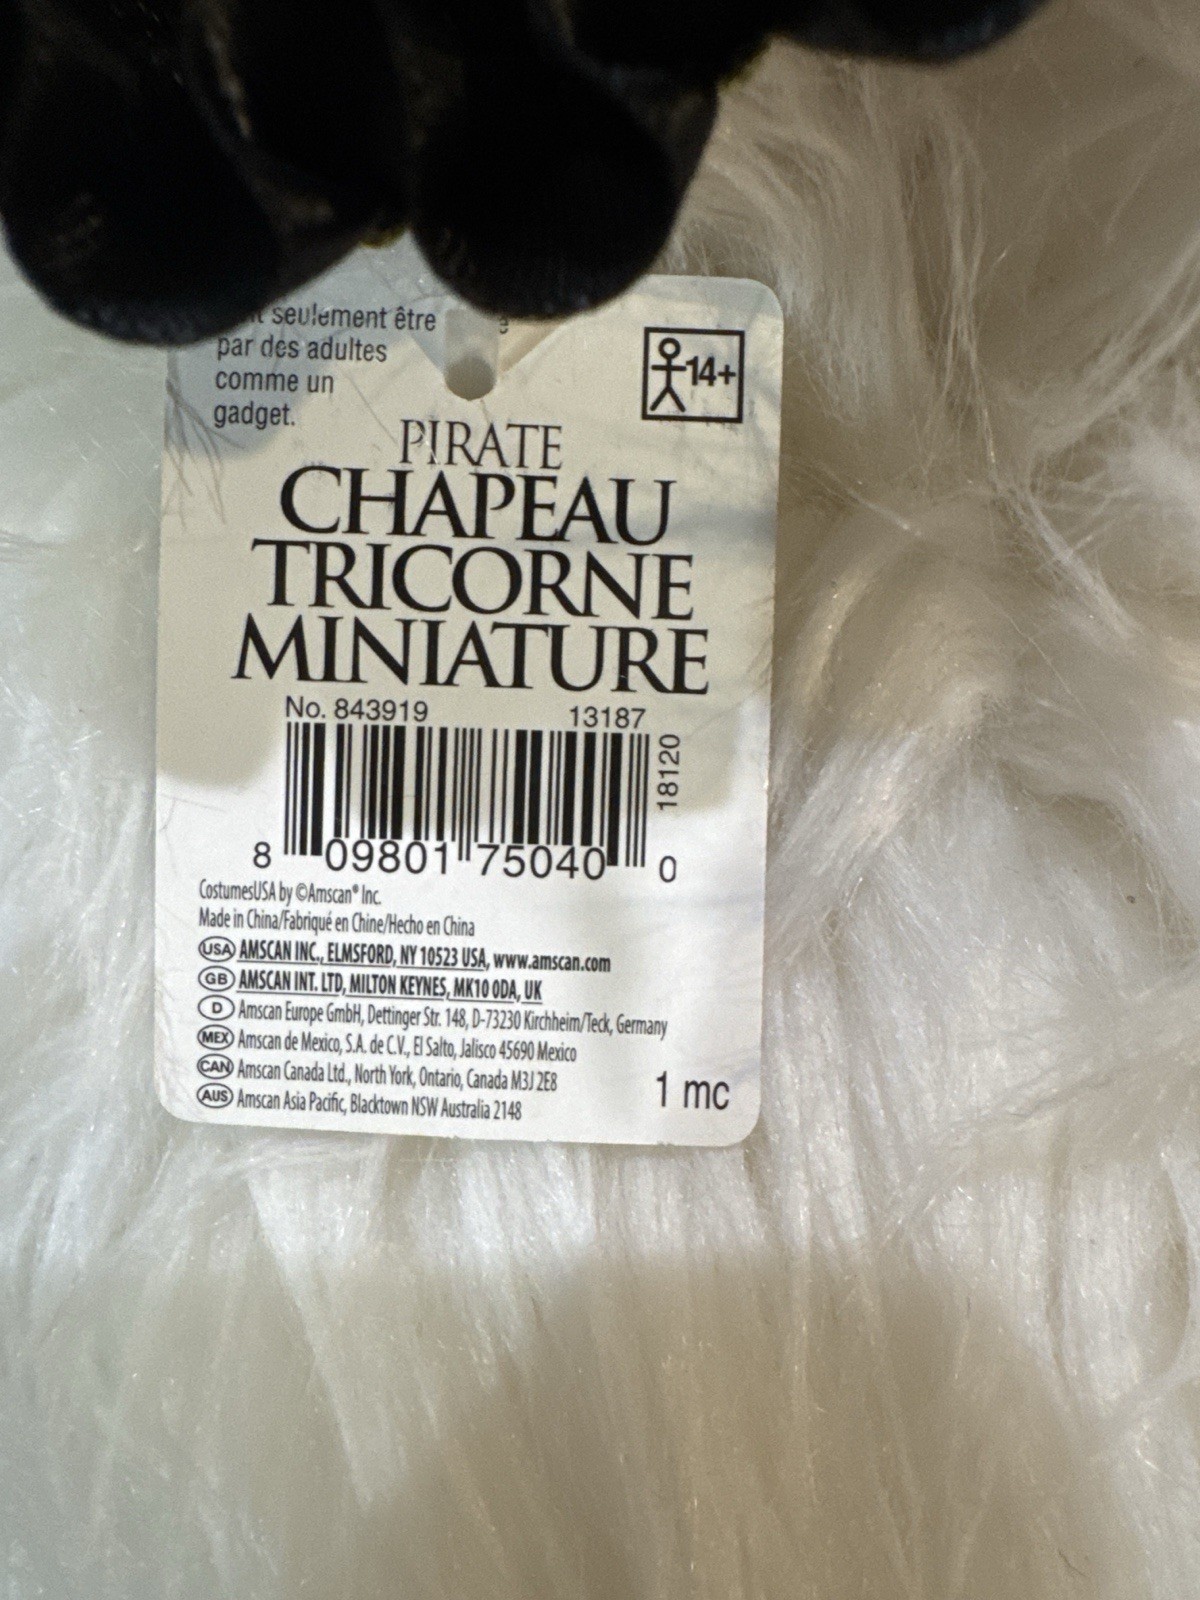 seulement être
par des adultes
comme un
gadget.
14+
PIRATE
CHAPEAU
TRICORNE
MINIATURE
No. 843919 13187
18120
8 09801 75040 0
CostumesUSA by ©Amscan® Inc.
Made in China/Fabriqué en Chine/Hecho en China
USA AMSCAN INC., ELMSFORD, NY 10523 USA, www.amscan.com
GB AMSCAN INT. LTD, MILTON KEYNES, MK10 0DA, UK
D Amscan Europe GmbH, Dettinger Str. 148, D-73230 Kirchheim/Teck, Germany
MEX Amscan de Mexico, S.A. de C.V., El Salto, Jalisco 45690 Mexico
CAN Amscan Canada Ltd., North York, Ontario, Canada M3J 2E8
AUS Amscan Asia Pacific, Blacktown NSW Australia 2148
1 mc